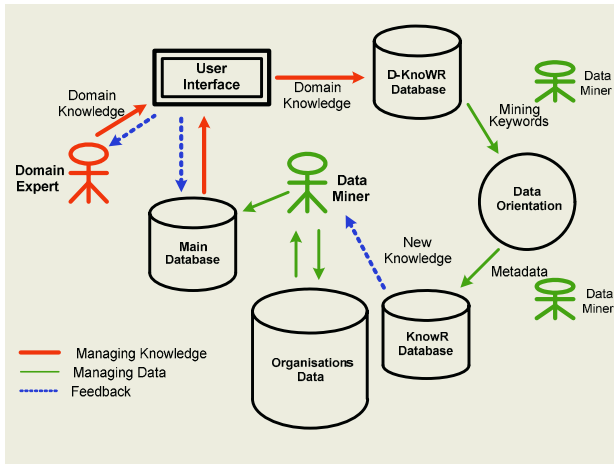 User
Interface
D-KnoWR
Database
Data
Miner
Domain
Knowledge
Domain
Knowledge
Mining
Keywords
Domain
Expert
Data
Miner
Data
Orientation
Main
Database
New
Knowledge
Metadata
Data
Miner
Organisations
Data
KnowR
Database
Managing Knowledge
Managing Data
Feedback